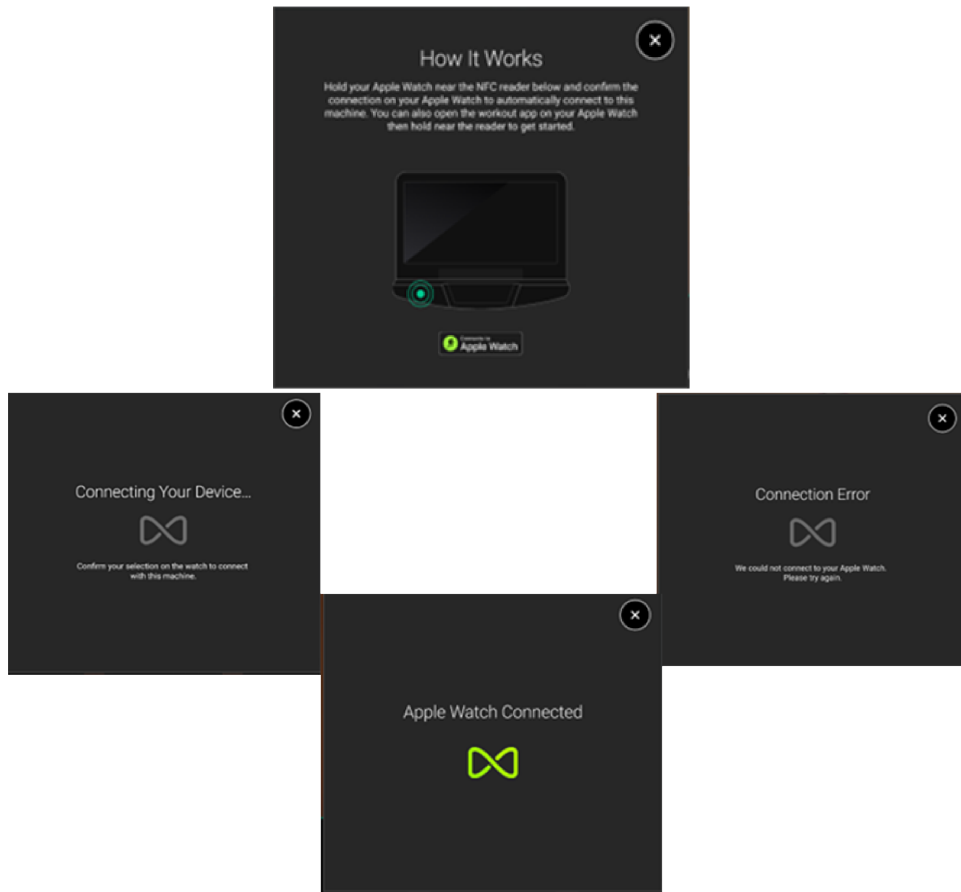 How It Works
Hold your Apple Watch near the NFC reader below and confirm the
connection on your Apple Watch to automatically connect to this
machine. You can also open the workout app on your Apple Watch
then hold near the reader to get started.
Connects to
Apple Watch
Connecting Your Device...
Confirm your selection on the watch to connect
with this machine.
Connection Error
We could not connect to your Apple Watch.
Please try again.
Apple Watch Connected